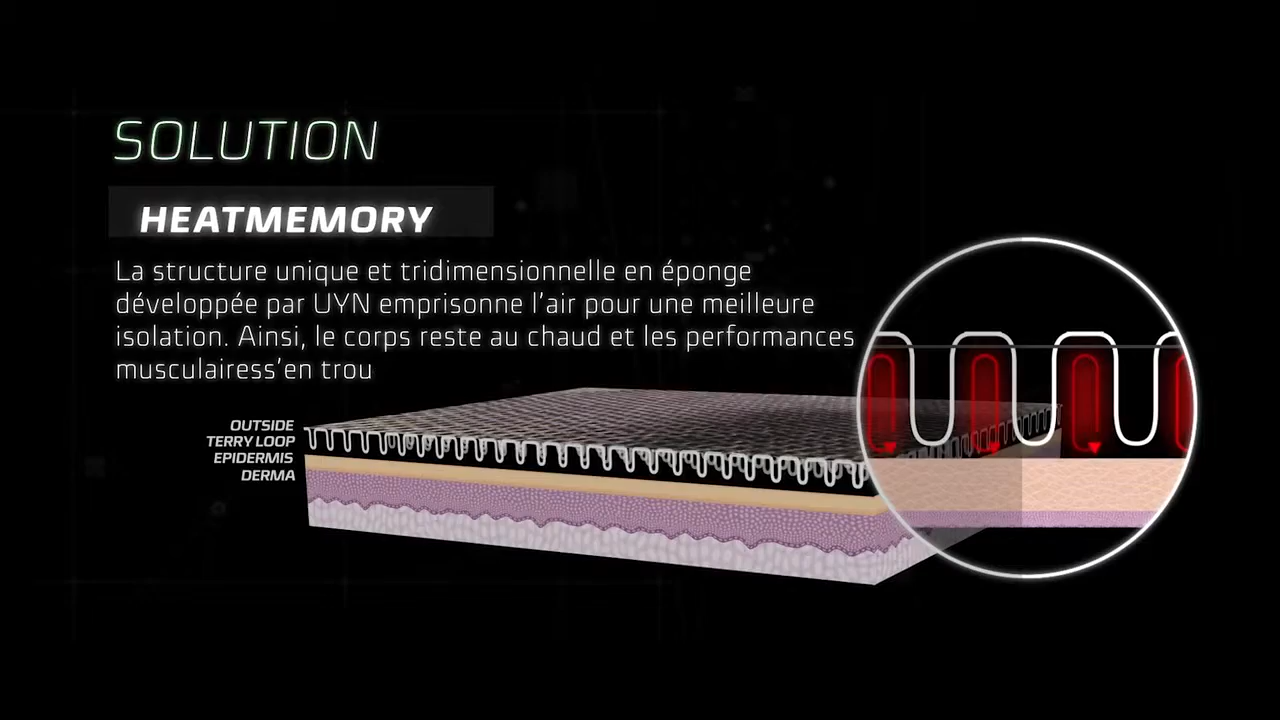 SOLUTION
HEATMEMORY
La structure unique et tridimensionnelle en éponge
développée par UYN emprisonne l'air pour une meilleure
isolation. Ainsi, le corps reste au chaud et les performances
musculairess'en trou
OUTSIDE
TERRY LOOP
EPIDERMIS
DERMA